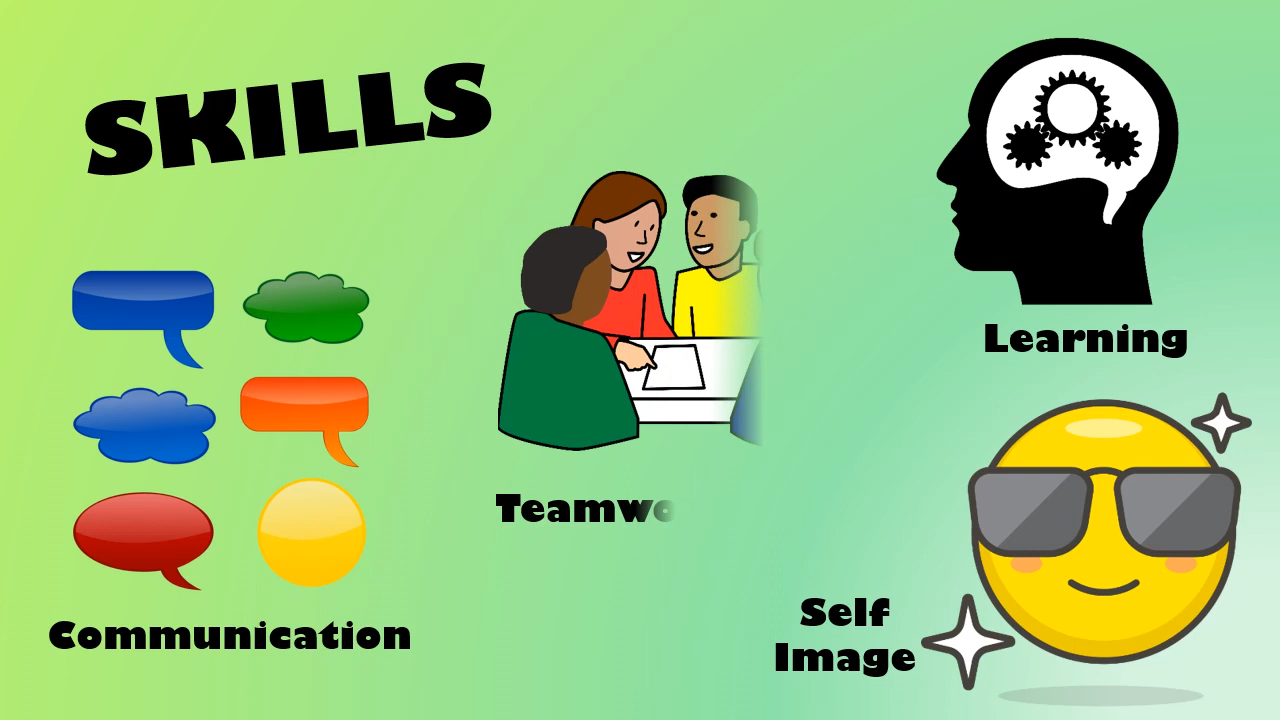 SKILLS
Learning
Teamwo
Self
Image
Communication